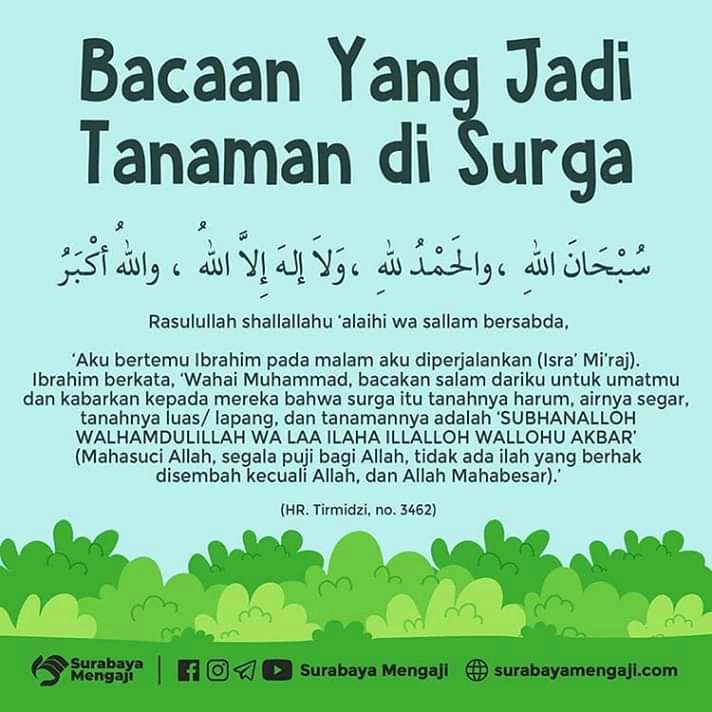 Bacaan Yang Jadi
Tanaman di Surga
سُبْحَانَ اللهِ ، والْحَمْدُ للهِ ، وَلاَ إلهَ إِلاَّ اللهُ ، واللهُ أكْبَرُ
Rasulullah shallallahu ‘alaihi wa sallam bersabda,
‘Aku bertemu Ibrahim pada malam aku diperjalankan (Isra’ Mi’raj).
Ibrahim berkata, ‘Wahai Muhammad, bacakan salam dariku untuk umatmu
dan kabarkan kepada mereka bahwa surga itu tanahnya harum, airnya segar,
tanahnya luas/ lapang, dan tanamannya adalah ‘SUBHANALLOH
WALHAMDULILLAH WA LAA ILAHA ILLALLOH WALLOHU AKBAR’
(Mahasuci Allah, segala puji bagi Allah, tidak ada ilah yang berhak
disembah kecuali Allah, dan Allah Mahabesar).’
(HR. Tirmidzi, no. 3462)
Surabaya
Mengaji
Surabaya Mengaji
surabayamengaji.com